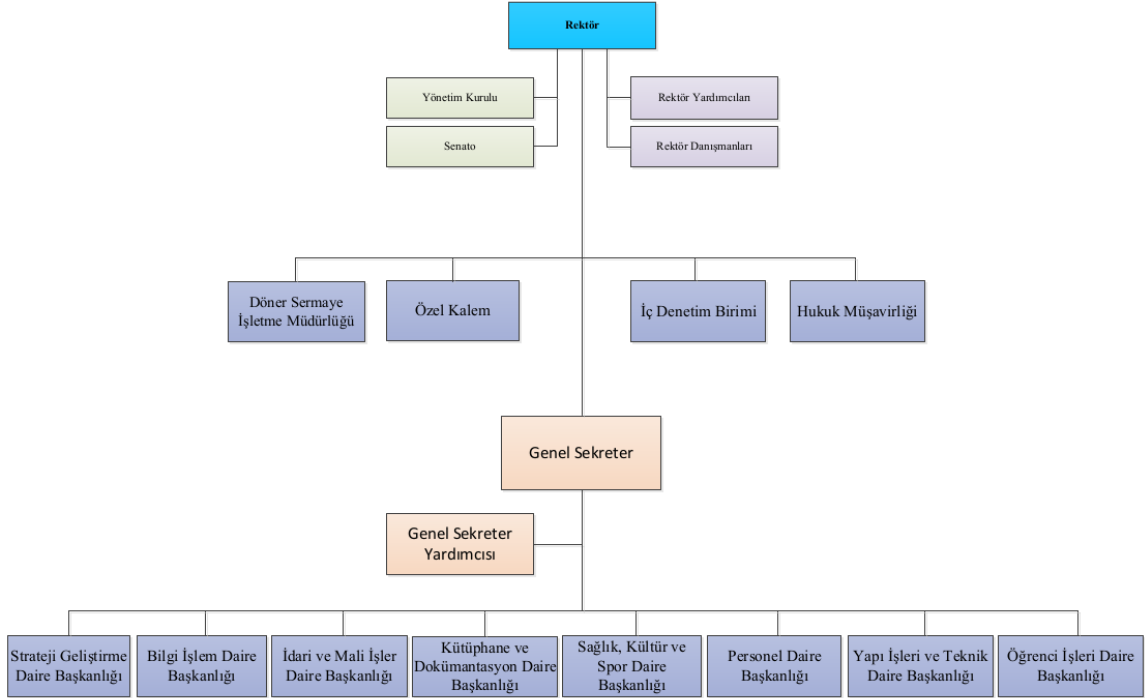 Rektör
Yönetim Kurulu
Rektör Yardımcıları
Senato
Rektör Danışmanları
Döner Sermaye
İşletme Müdürlüğü
Özel Kalem
İç Denetim Birimi
Hukuk Müşavirliği
Genel Sekreter
Genel Sekreter
Yardımcısı
Strateji Geliştirme
Daire Başkanlığı
Bilgi İşlem Daire
Başkanlığı
İdari ve Mali İşler
Daire Başkanlığı
Kütüphane ve
Dokümantasyon Daire
Başkanlığı
Sağlık, Kültür ve
Spor Daire
Başkanlığı
Personel Daire
Başkanlığı
Yapı İşleri ve Teknik
Daire Başkanlığı
Öğrenci İşleri Daire
Başkanlığı